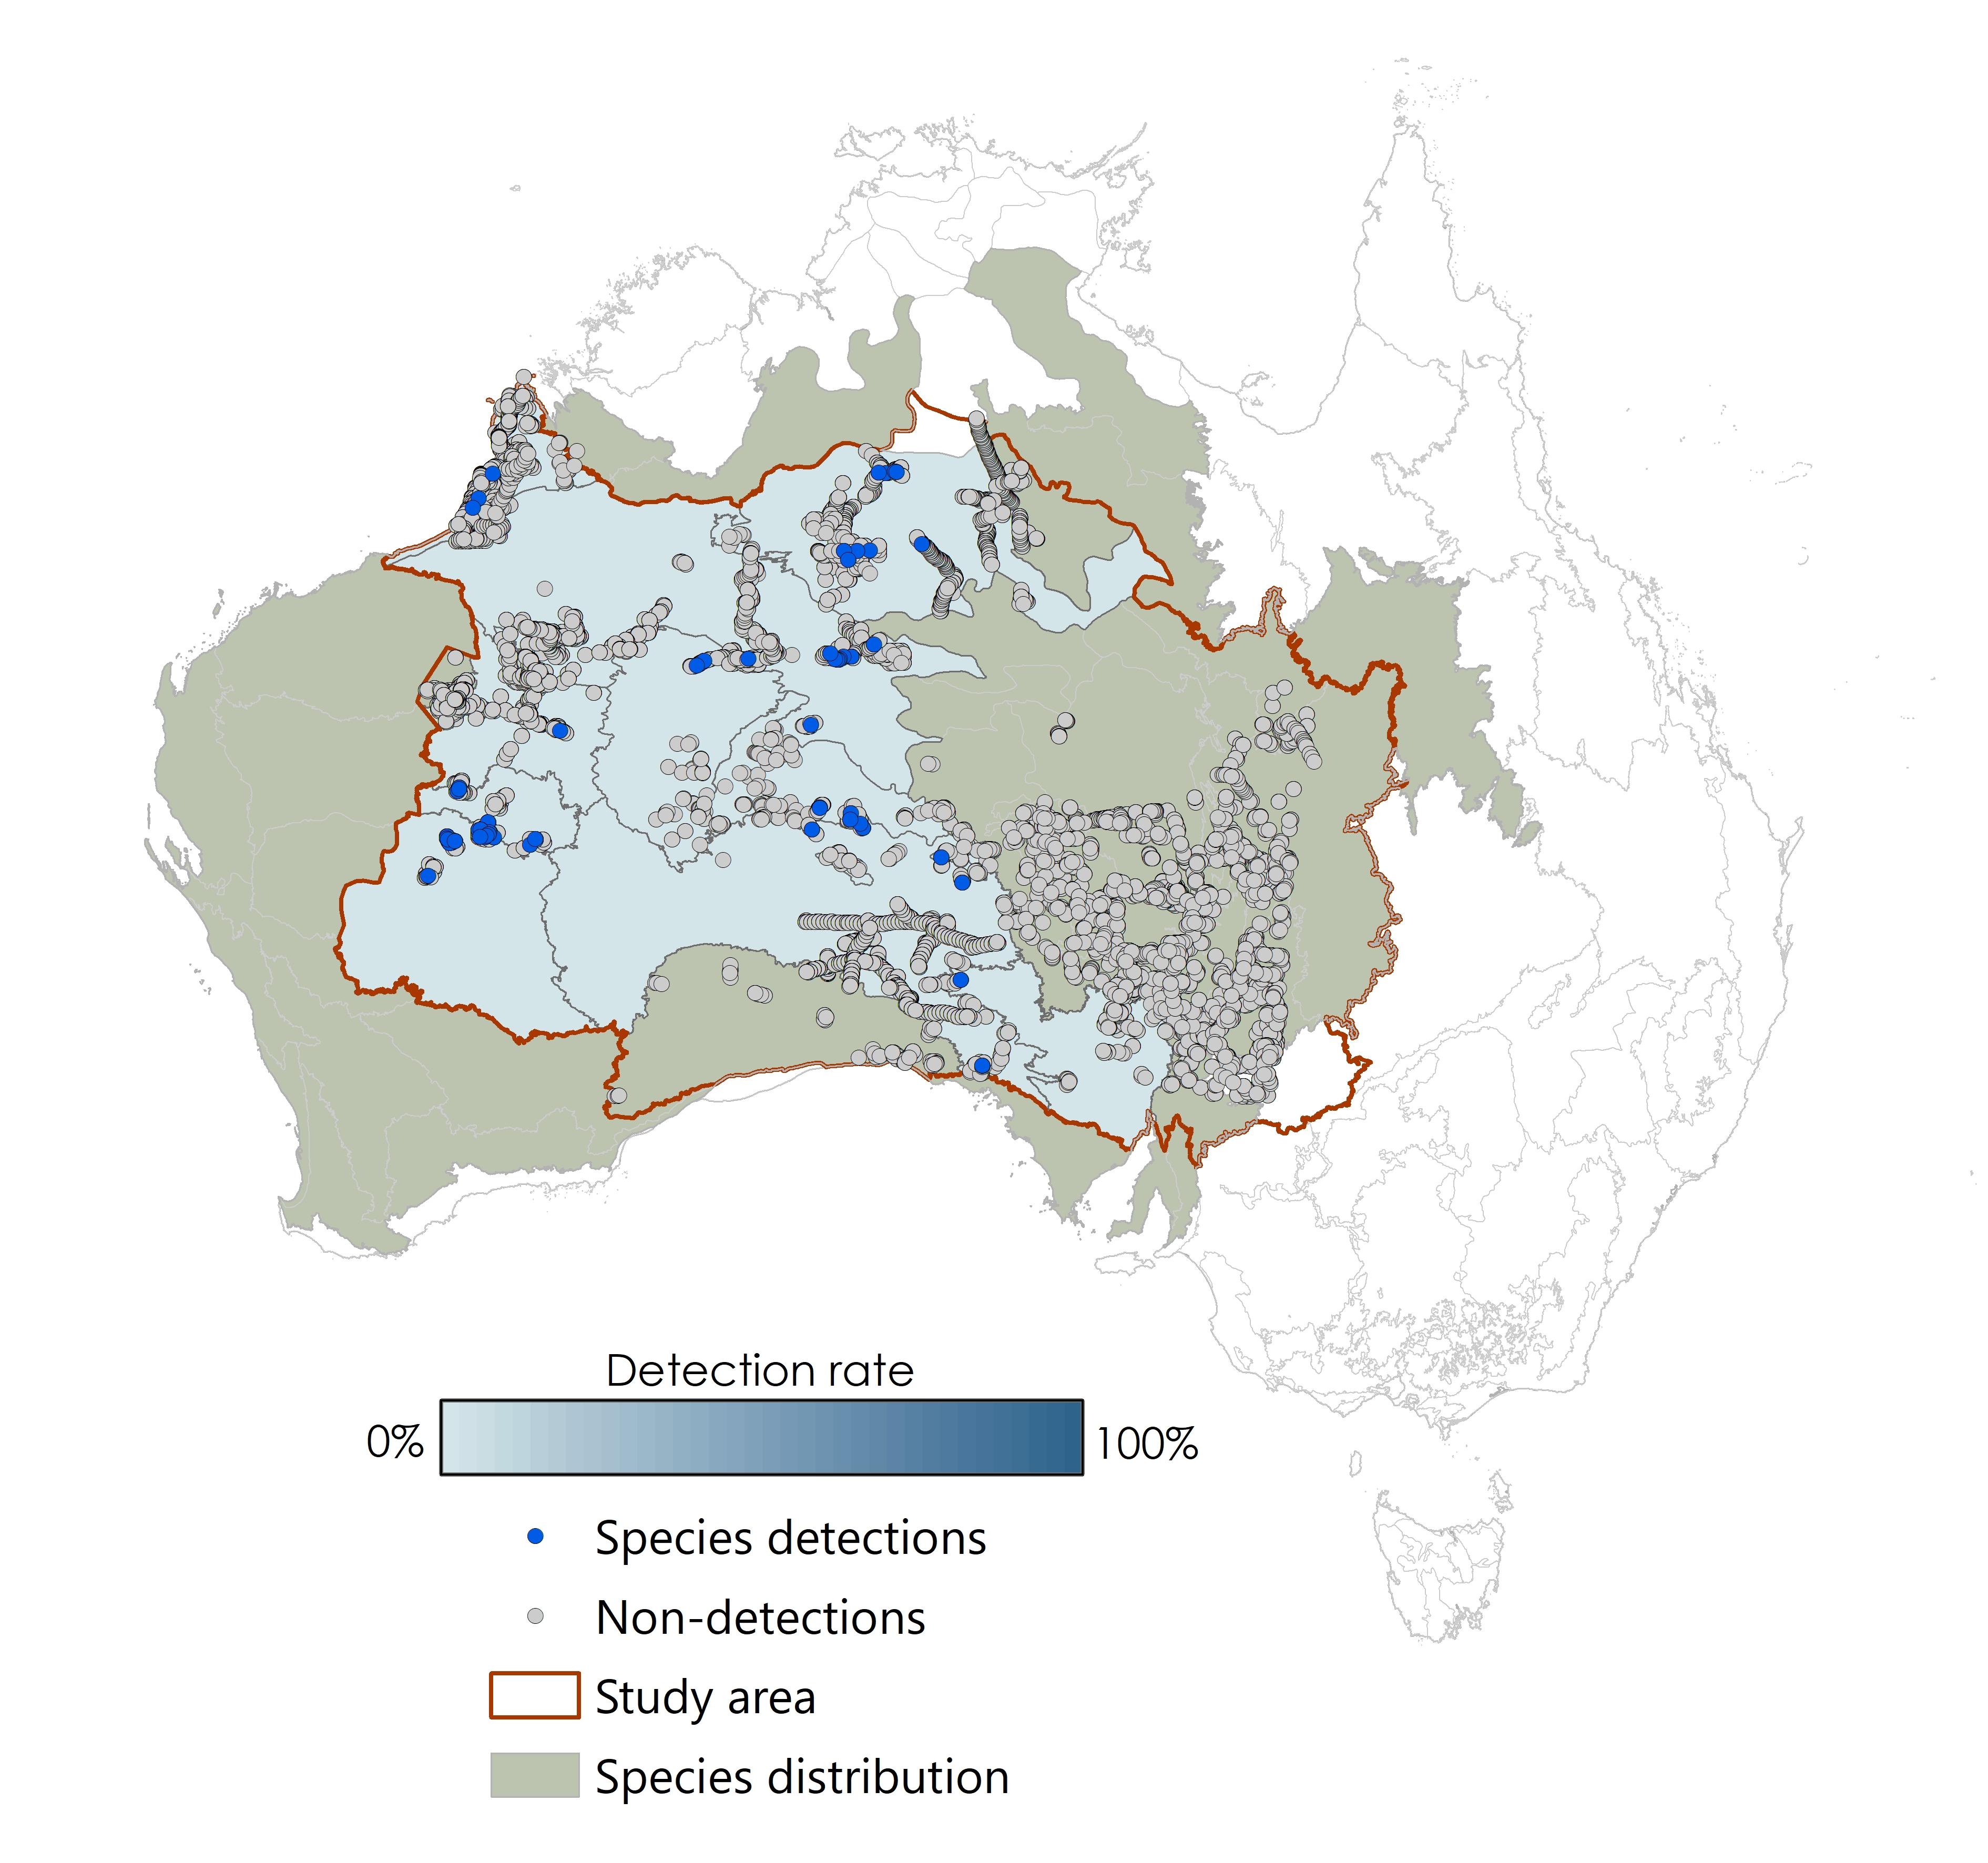 Detection rate
0%
100%
Species detections
Non-detections
Study area
Species distribution